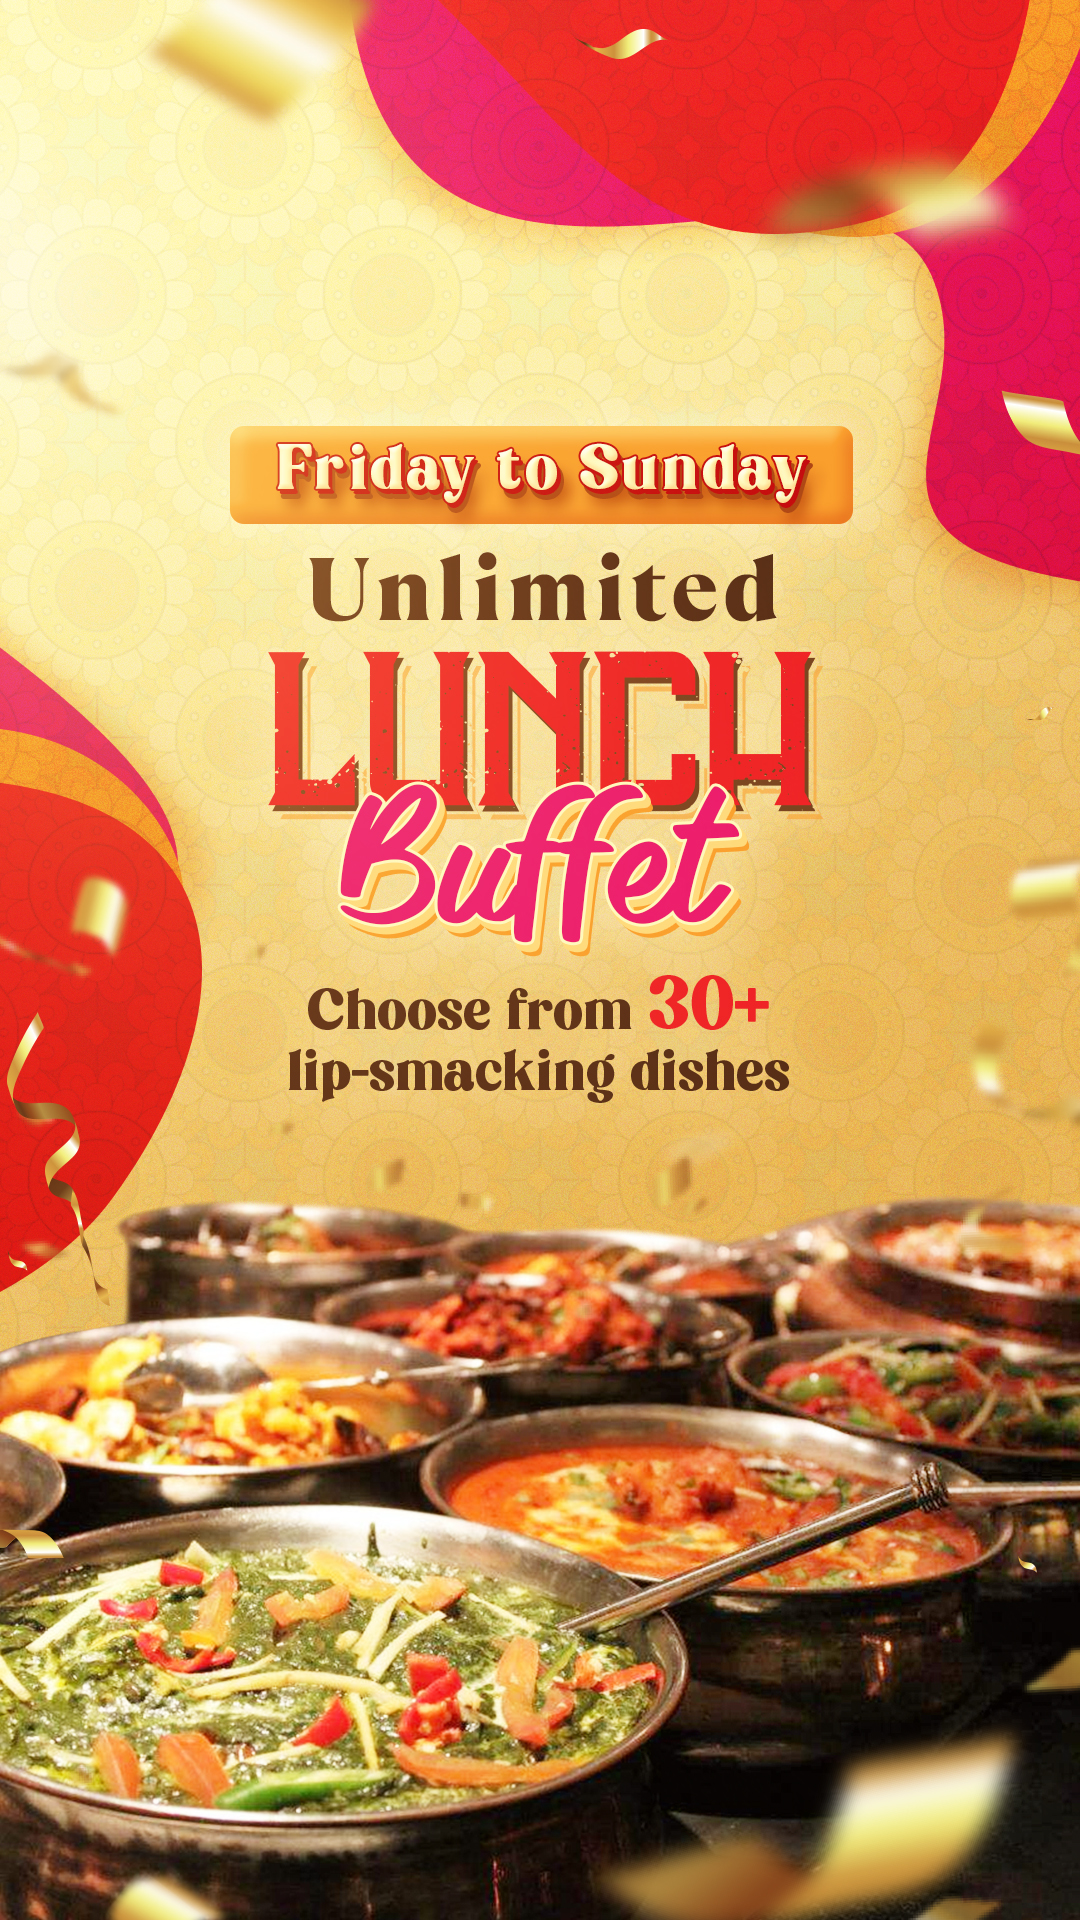 Friday to Sunday
Unlimited
LUNCH
Buffet
Choose from 30+
lip-smacking dishes